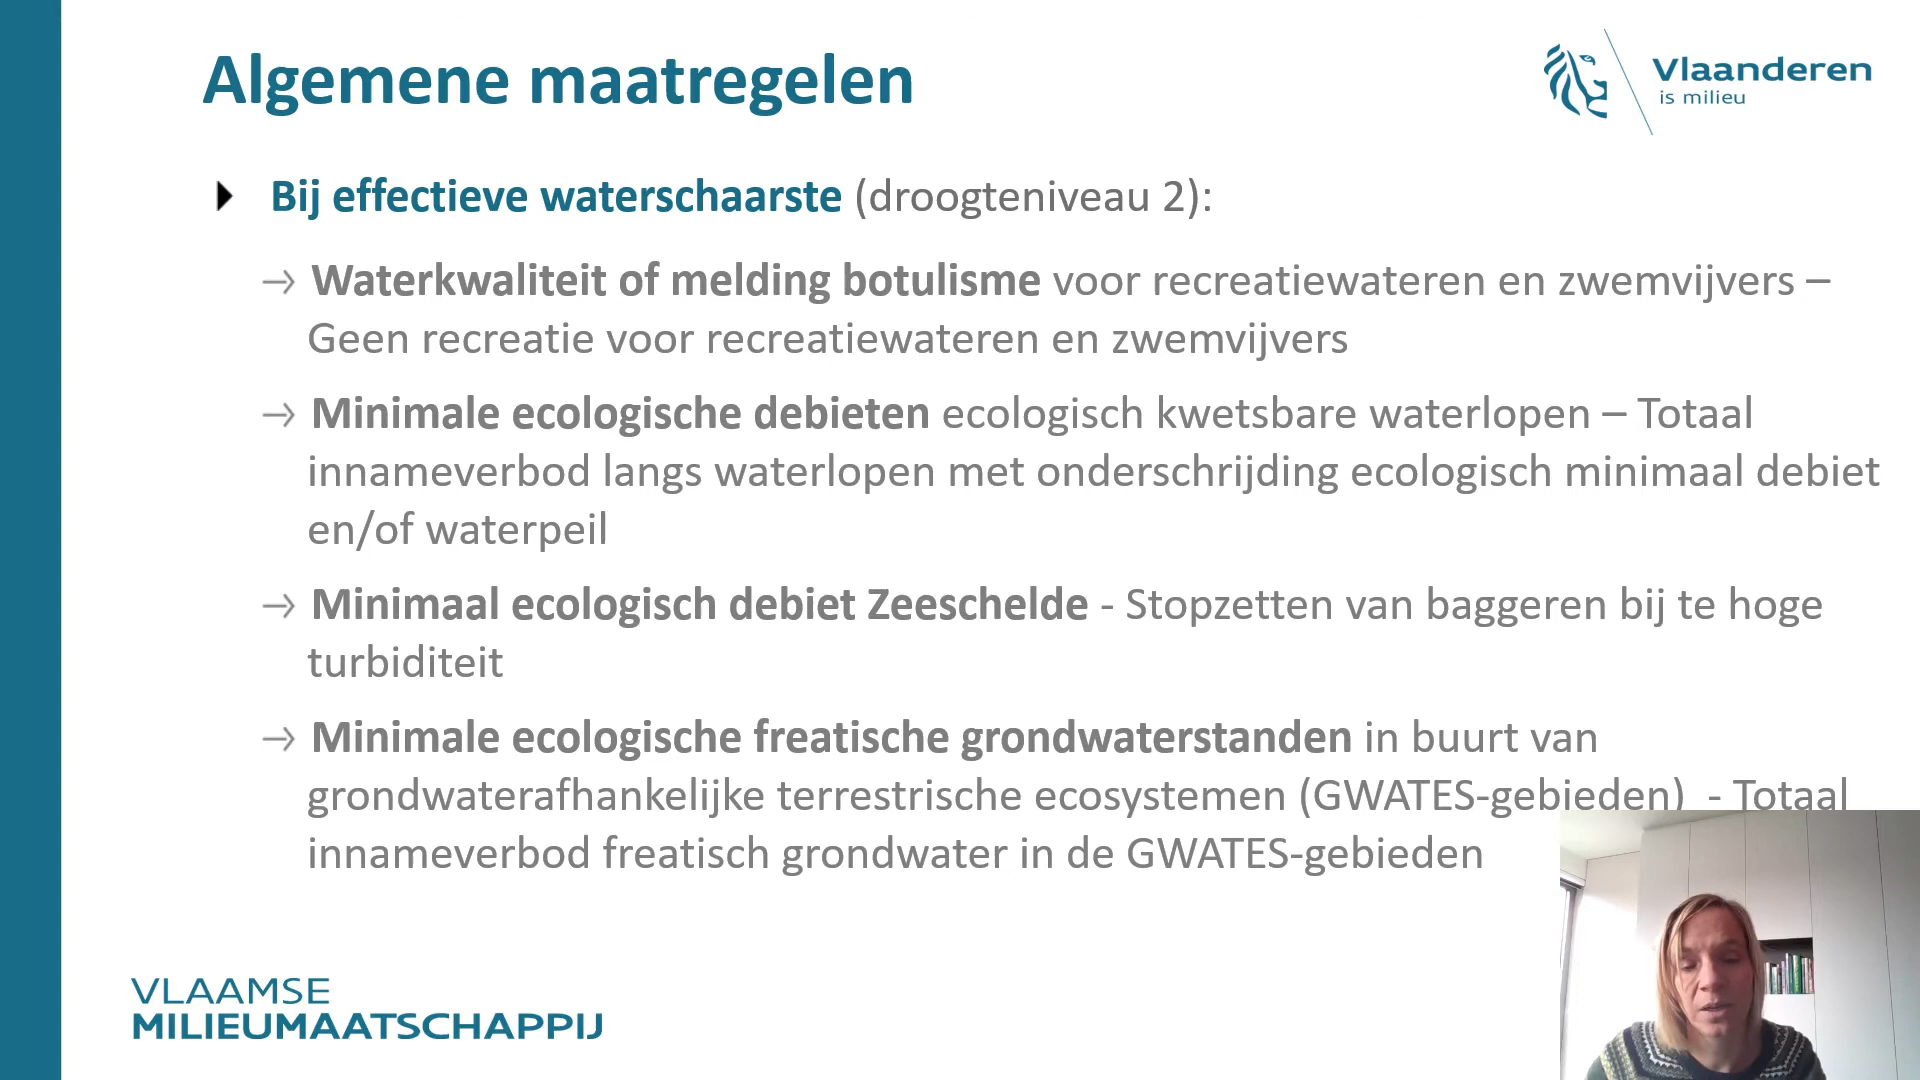 Algemene maatregelen
Vlaanderen
is milieu
Bij effectieve waterschaarste (droogteniveau 2):
Waterkwaliteit of melding botulisme voor recreatiewateren en zwemvijvers –
Geen recreatie voor recreatiewateren en zwemvijvers
Minimale ecologische debieten ecologisch kwetsbare waterlopen – Totaal
innameverbod langs waterlopen met onderschrijding ecologisch minimaal debiet
en/of waterpeil
Minimaal ecologisch debiet Zeeschelde - Stopzetten van baggeren bij te hoge
turbiditeit
Minimale ecologische freatische grondwaterstanden in buurt van
grondwaterafhankelijke terrestrische ecosystemen (GWATES-gebieden) - Totaal
innameverbod freatisch grondwater in de GWATES-gebieden
VLAAMSE
MILIEUMAATSCHAPPIJ